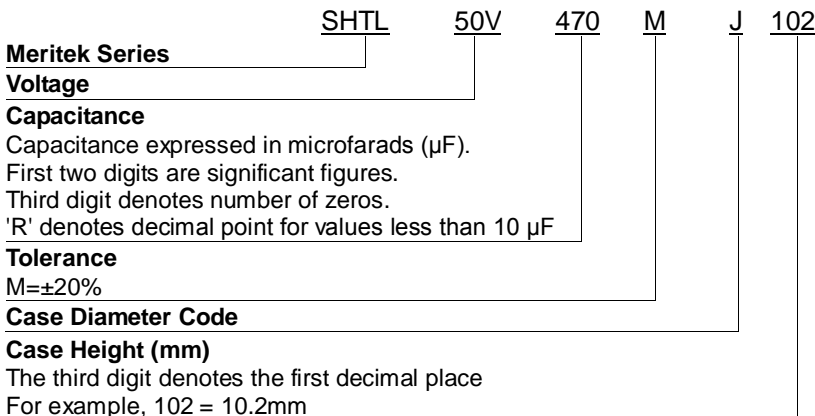 SHTL 50V 470 M J 102
Meritek Series
Voltage
Capacitance
Capacitance expressed in microfarads (µF).
First two digits are significant figures.
Third digit denotes number of zeros.
'R' denotes decimal point for values less than 10 µF
Tolerance
M=±20%
Case Diameter Code
Case Height (mm)
The third digit denotes the first decimal place
For example, 102 = 10.2mm